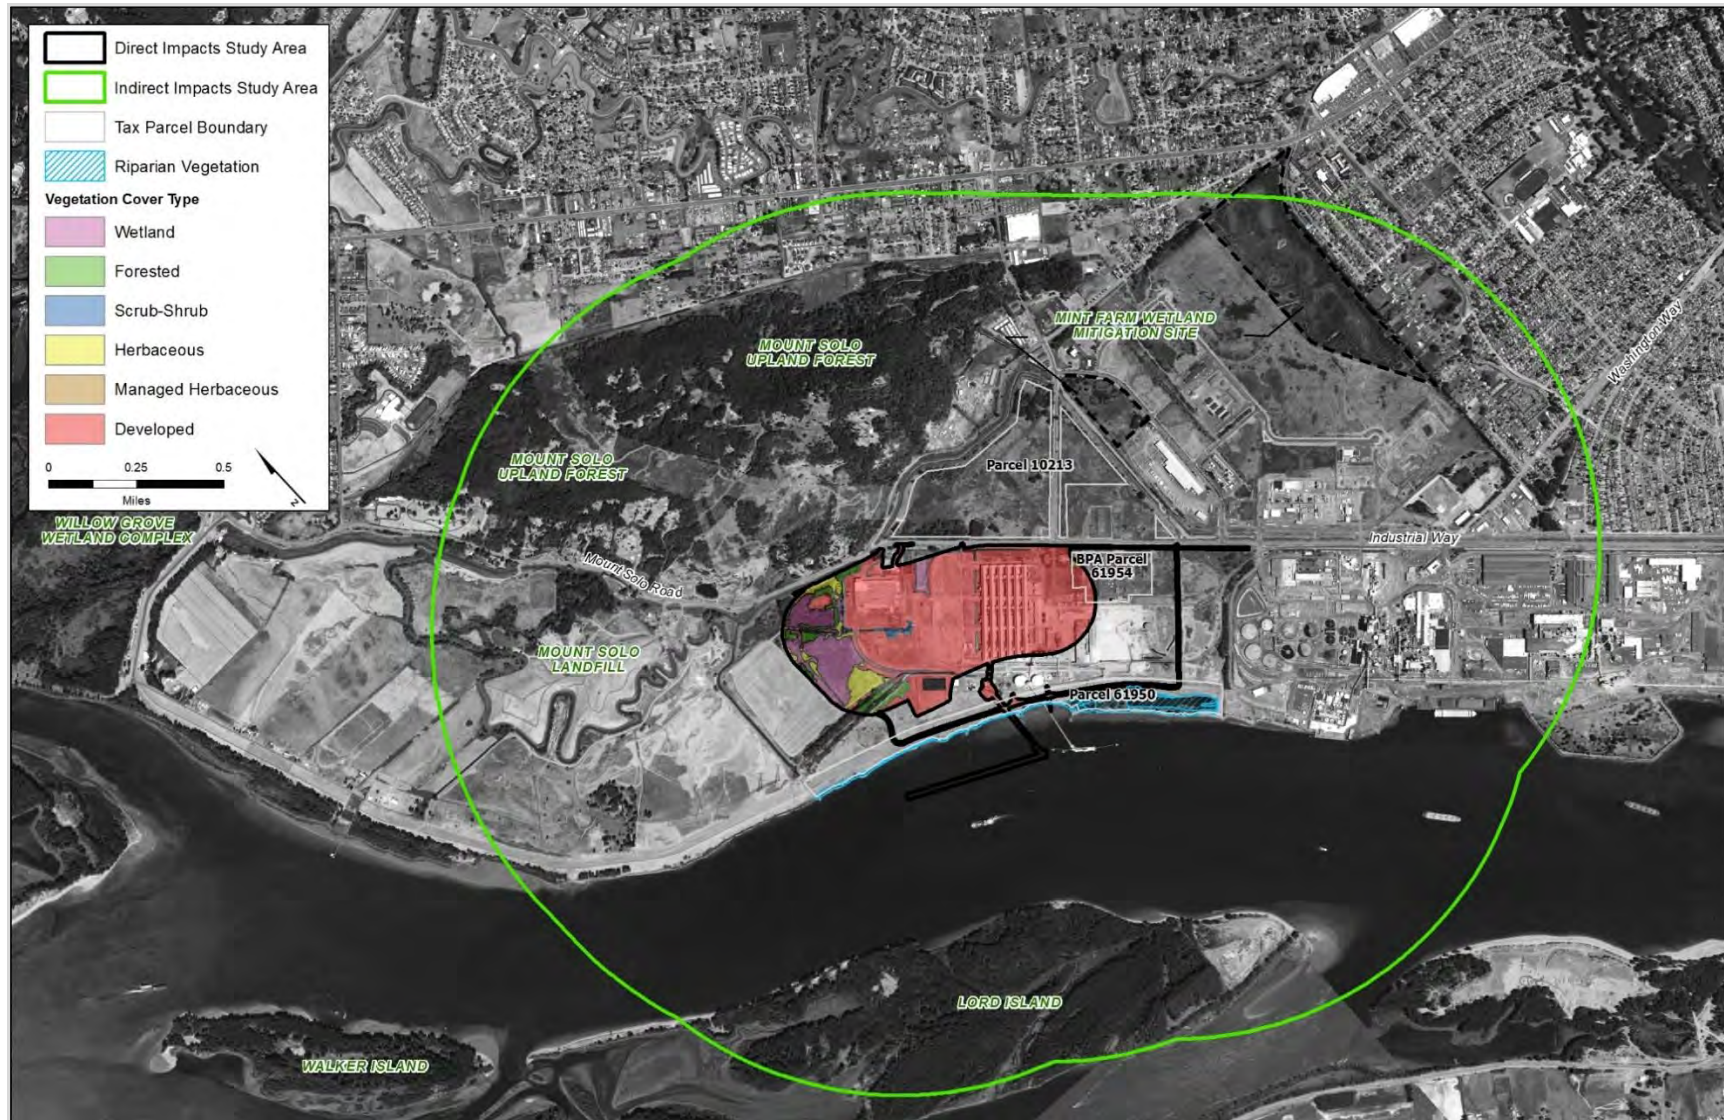 Direct Impacts Study Area
Indirect Impacts Study Area
Tax Parcel Boundary
Riparian Vegetation
Vegetation Cover Type
Wetland
Forested
Scrub-Shrub
Herbaceous
Managed Herbaceous
Developed
0 0.25 0.5
Miles
N
MINT FARM WETLAND
MITIGATION SITE
MOUNT SOLO
UPLAND FOREST
Washington Way
MOUNT SOLO
UPLAND FOREST
Parcel 10213
WILLOW GROVE
WETLAND COMPLEX
Industrial Way
Mount Solo Road
BPA Parcel
61954
MOUNT SOLO
LANDFILL
Parcel 61950
LORD ISLAND
WALKER ISLAND